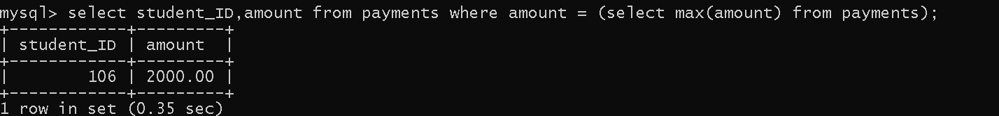 mysql> select student_ID,amount from payments where amount = (select max(amount) from payments);
+------------+---------+
| student_ID | amount  |
+------------+---------+
|        106 | 2000.00 |
+------------+---------+
1 row in set (0.35 sec)